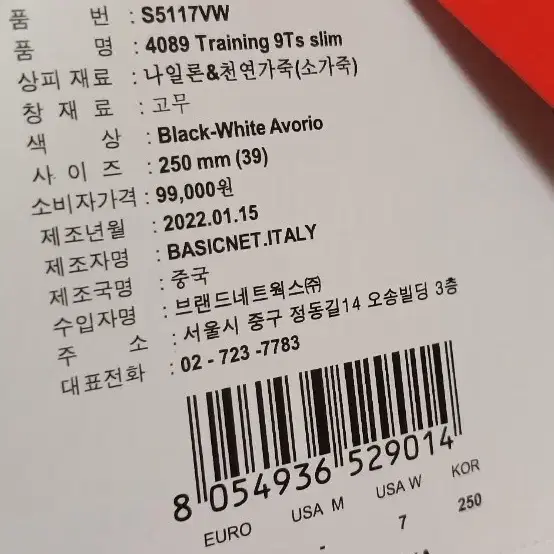 품 번 : S5117VW
품 명 : 4089 Training 9Ts slim
상피 재료 : 나일론&천연가죽(소가죽)
창 재 료 : 고무
색 상 : Black-White Avorio
사 이 즈 : 250 mm (39)
소비자가격 : 99,000원
제조년월 : 2022.01.15
제조자명 : BASICNET.ITALY
제조국명 : 중국
수입자명 : 브랜드네트웍스㈜
주 소 : 서울시 중구 정동길14 오송빌딩 3층
대표전화 : 02 - 723 -7783
8 054936 529014
EURO USA M USA W KOR
- 7 250